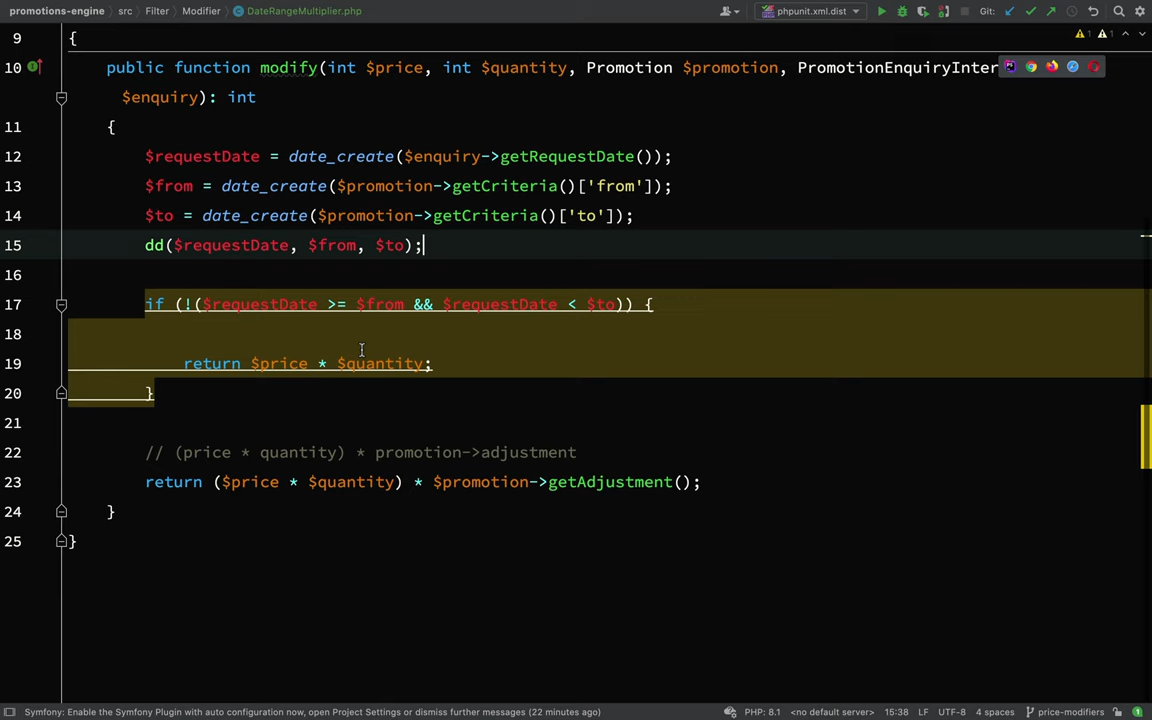 promotions-engine › src › Filter › Modifier › DateRangeMultiplier.php
phpunit.xml.dist
Git:
9 {
1 1
10 public function modify(int $price, int $quantity, Promotion $promotion, PromotionEnquiryInter
$enquiry): int
11 {
12 $requestDate = date_create($enquiry->getRequestDate());
13 $from = date_create($promotion->getCriteria()['from']);
14 $to = date_create($promotion->getCriteria()['to']);
15 dd($requestDate, $from, $to);
16
17 if (!($requestDate >= $from && $requestDate < $to)) {
18
19 return $price * $quantity;
20 }
21
22 // (price * quantity) * promotion->adjustment
23 return ($price * $quantity) * $promotion->getAdjustment();
24 }
25 }
Symfony: Enable the Symfony Plugin with auto configuration now, open Project Settings or dismiss further messages (22 minutes ago) PHP: 8.1 <no default server> 15:38 LF UTF-8 4 spaces price-modifiers 1